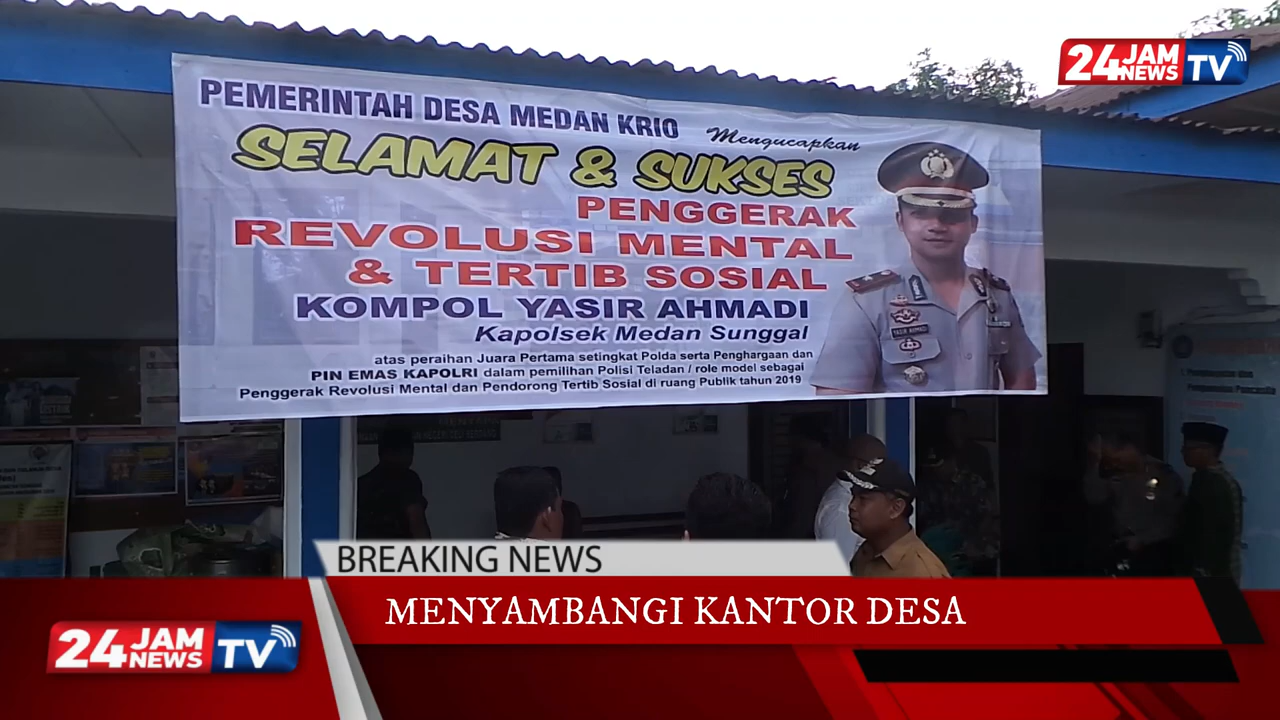 24 JAM NEWS TV
PEMERINTAH DESA MEDAN KRIO
Mengucapkan
SELAMAT & SUKSES
PENGGERAK
REVOLUSI MENTAL
& TERTIB SOSIAL
KOMPOL YASIR AHMADI
Kapolsek Medan Sunggal
atas peraihan Juara Pertama setingkat Polda serta Penghargaan dan
PIN EMAS KAPOLRI dalam pemilihan Polisi Teladan / role model sebagai
Penggerak Revolusi Mental dan Pendorong Tertib Sosial di ruang Publik tahun 2019
YASIR AHMADI
BREAKING NEWS
MENYAMBANGI KANTOR DESA
24 JAM NEWS TV